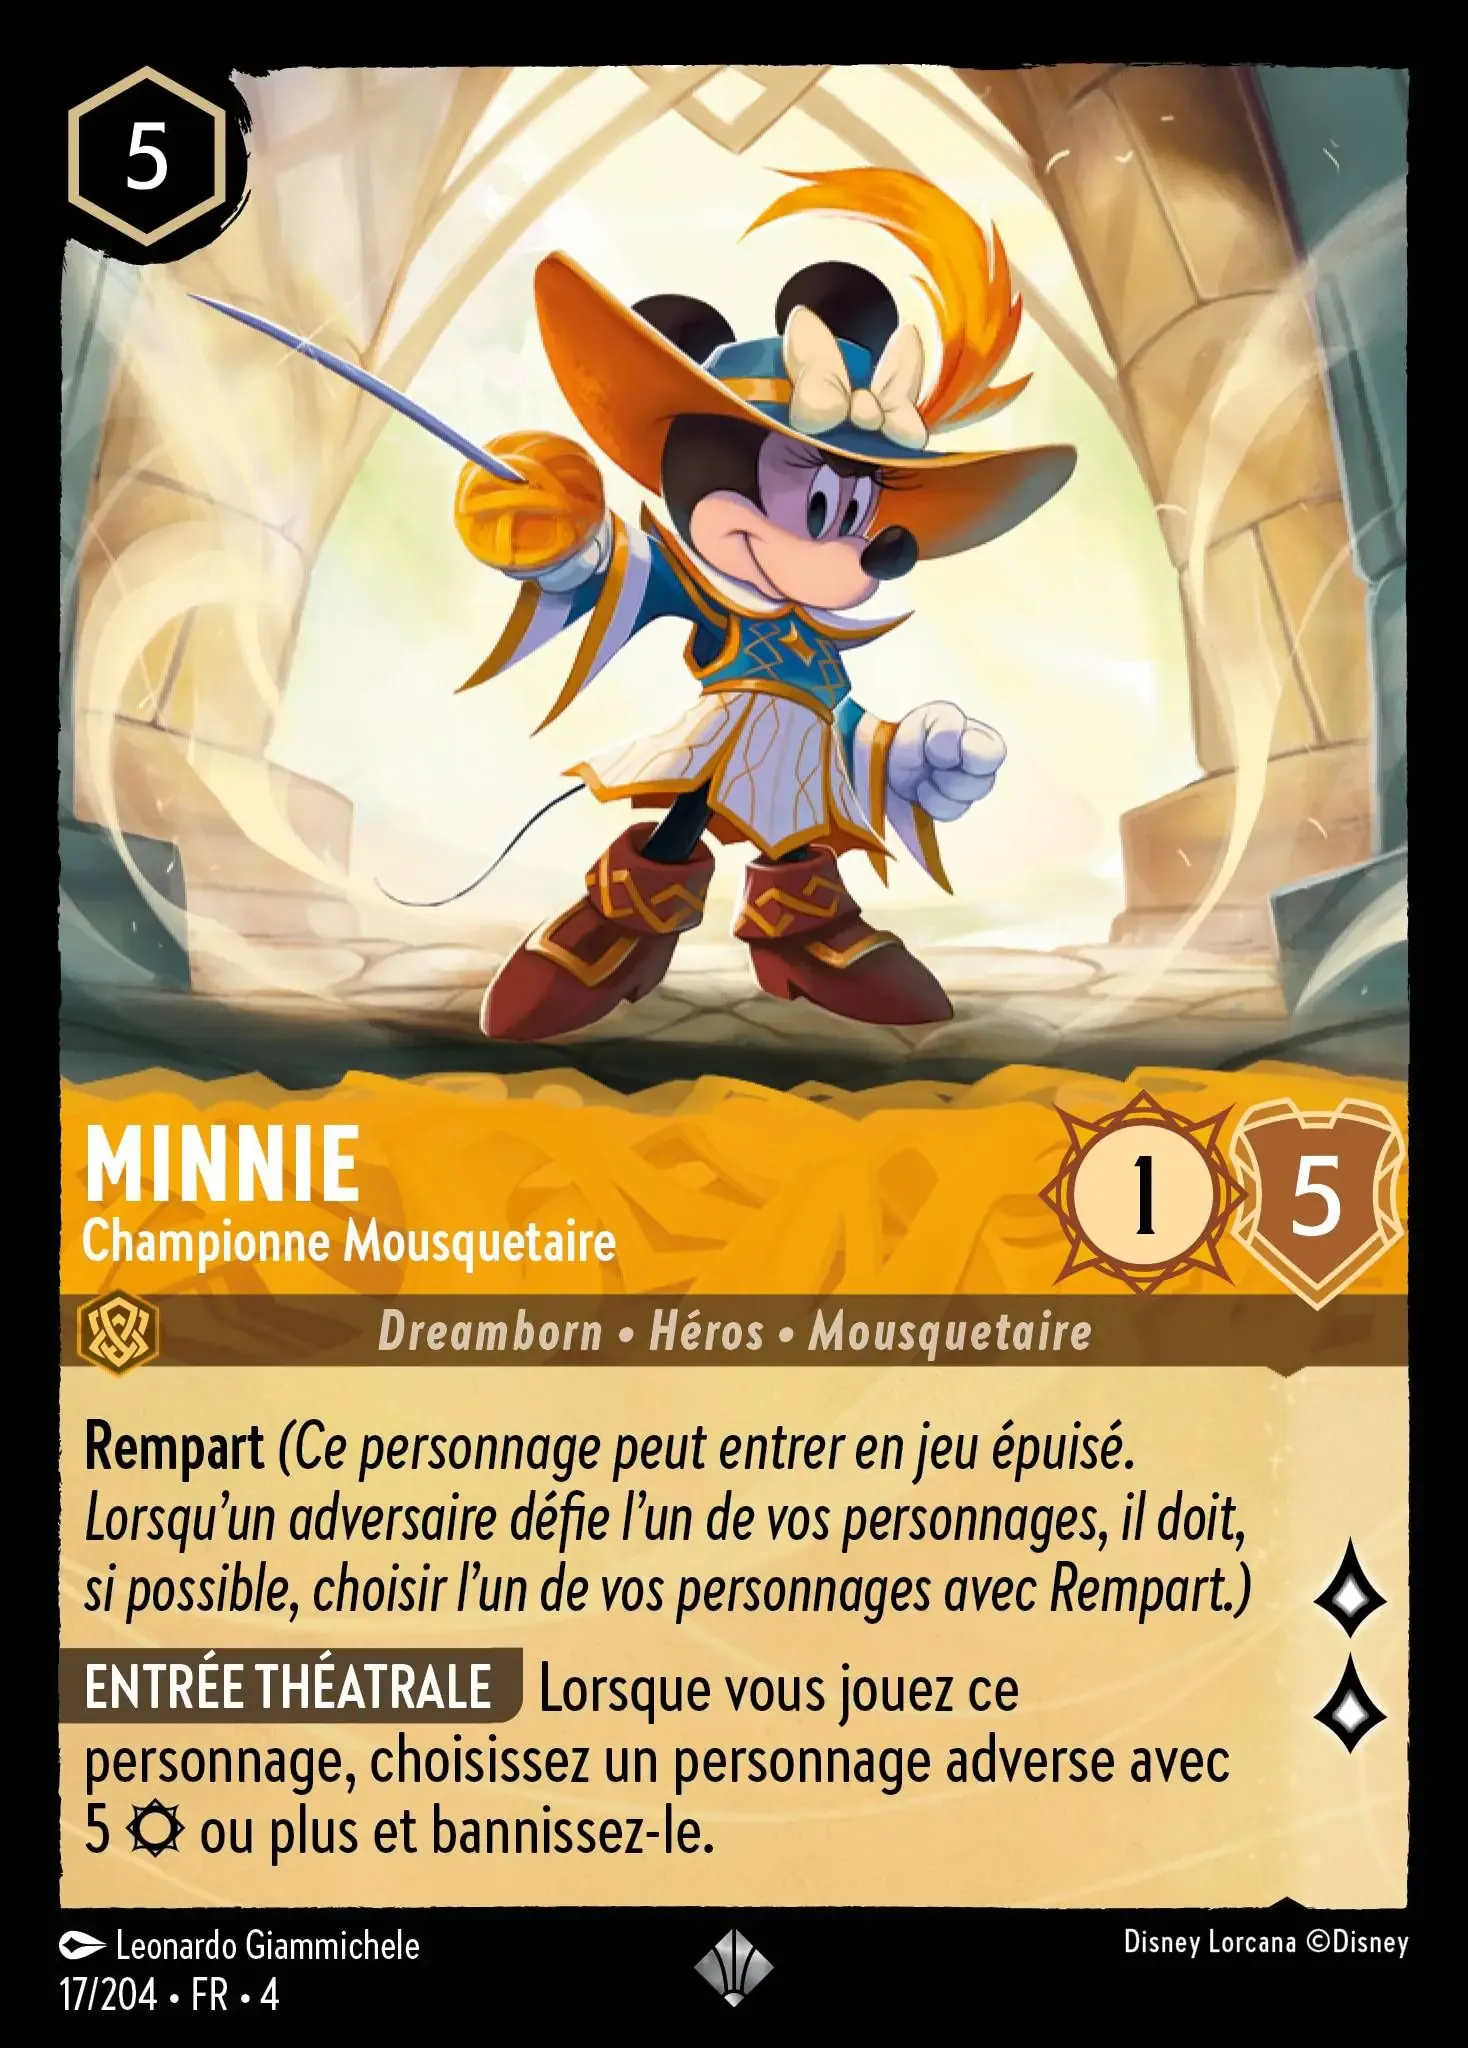 5
MINNIE
Championne Mousquetaire
1
5
Dreamborn • Héros • Mousquetaire
Rempart (Ce personnage peut entrer en jeu épuisé.
Lorsqu'un adversaire défie l'un de vos personnages, il doit,
si possible, choisir l'un de vos personnages avec Rempart.)
ENTRÉE THÉATRALE Lorsque vous jouez ce
personnage, choisissez un personnage adverse avec
5 ou plus et bannissez-le.
Leonardo Giammichele
Disney Lorcana ©Disney
17/204 • FR • 4